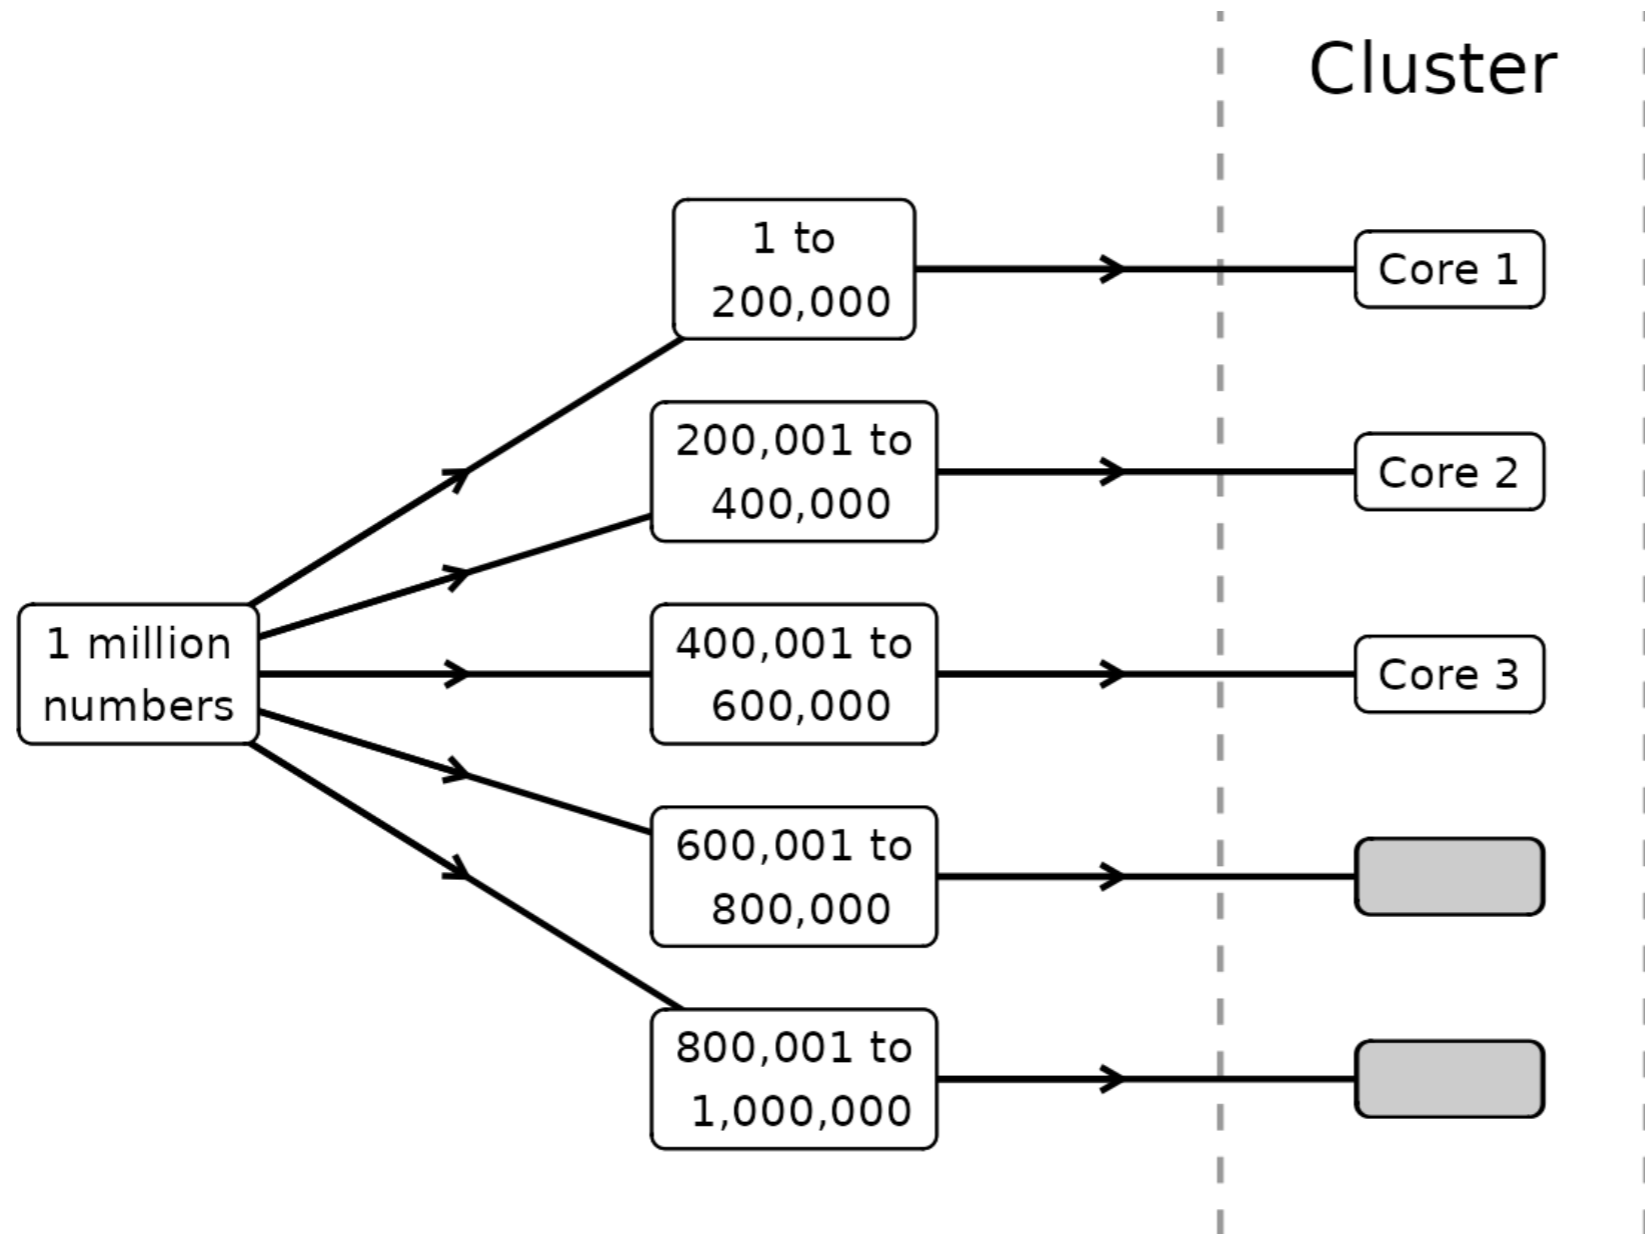 Cluster
1 to
200,000
Core 1
200,001 to
400,000
Core 2
1 million
numbers
400,001 to
600,000
Core 3
600,001 to
800,000
800,001 to
1,000,000